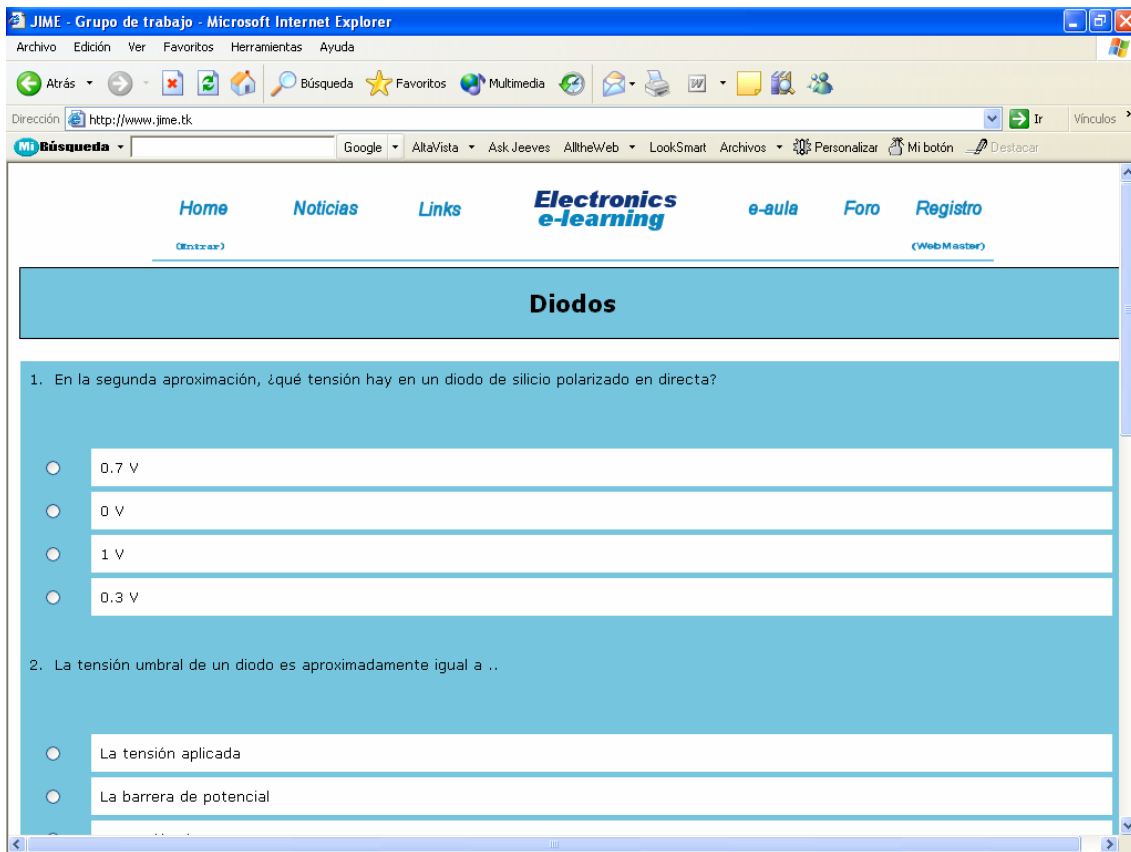 JIME - Grupo de trabajo - Microsoft Internet Explorer
Archivo Edición Ver Favoritos Herramientas Ayuda
Atrás Búsqueda Favoritos Multimedia
Dirección http://www.jime.tk Ir Vínculos
Mi Búsqueda Google AltaVista Ask Jeeves AlltheWeb LookSmart Archivos Personalizar Mi botón Destacar
Home Noticias Links Electronics e-aula Foro Registro
e-learning
(Entrar) (WebMaster)
Diodos
1. En la segunda aproximación, ¿qué tensión hay en un diodo de silicio polarizado en directa?
0.7 V
0 V
1 V
0.3 V
2. La tensión umbral de un diodo es aproximadamente igual a ..
La tensión aplicada
La barrera de potencial